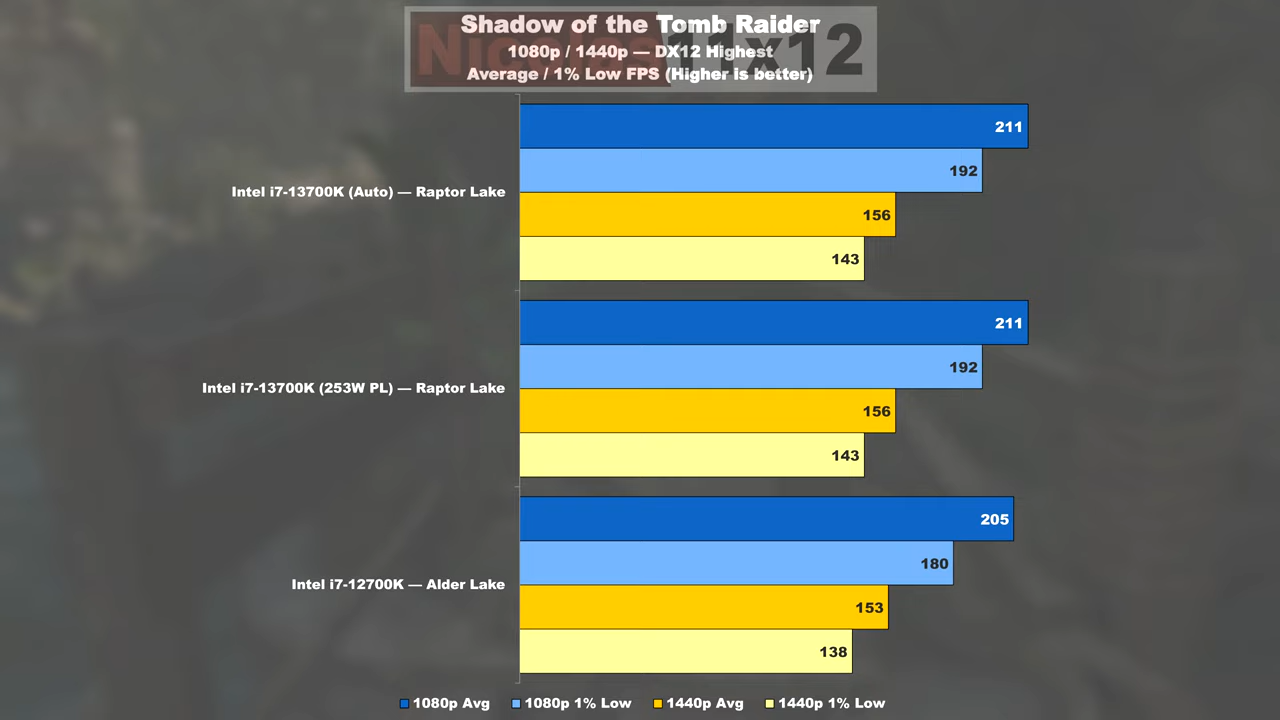 Nicolas11x12
Shadow of the Tomb Raider
1080p / 1440p — DX12 Highest
Average / 1% Low FPS (Higher is better)
Intel i7-13700K (Auto) — Raptor Lake
211
192
156
143
Intel i7-13700K (253W PL) — Raptor Lake
211
192
156
143
Intel i7-12700K — Alder Lake
205
180
153
138
1080p Avg 1080p 1% Low 1440p Avg 1440p 1% Low